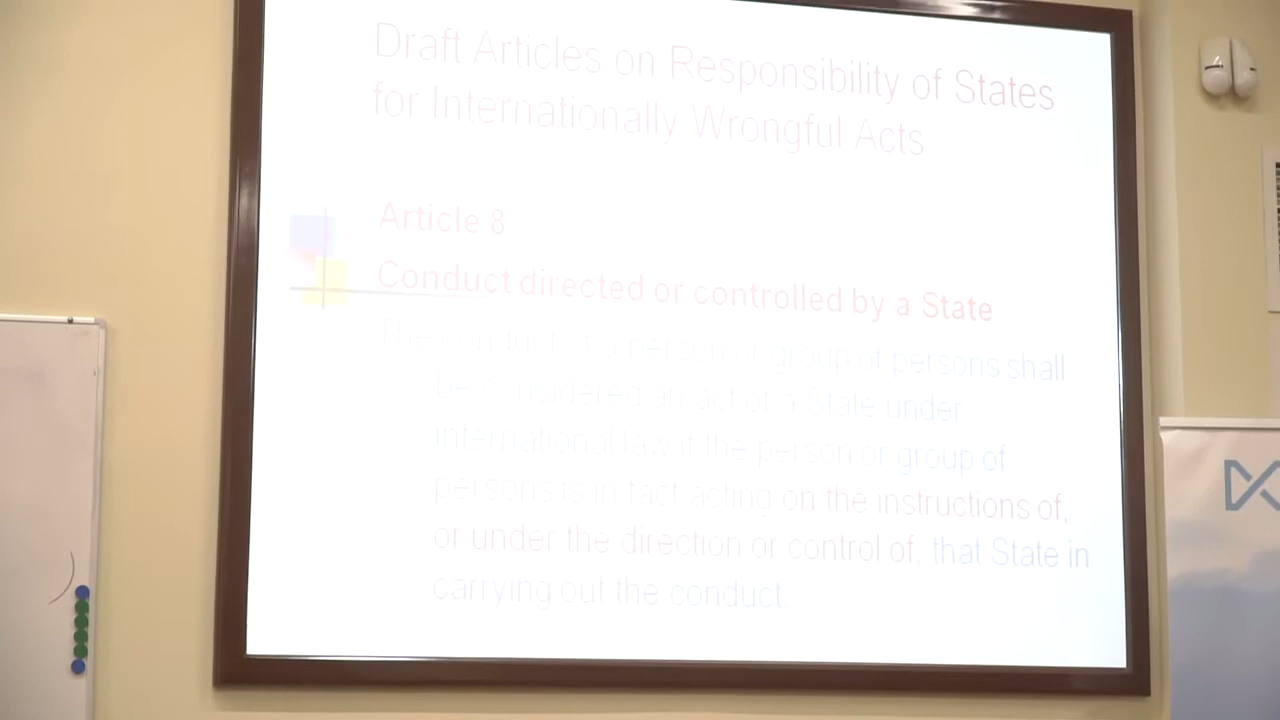 Draft Articles on Responsibility of States
for Internationally Wrongful Acts
Article 8
Conduct directed or controlled by a State
The conduct of a person or group of persons shall
be considered an act of a State under
international law if the person or group of
persons is in fact acting on the instructions of,
or under the direction or control of, that State in
carrying out the conduct.